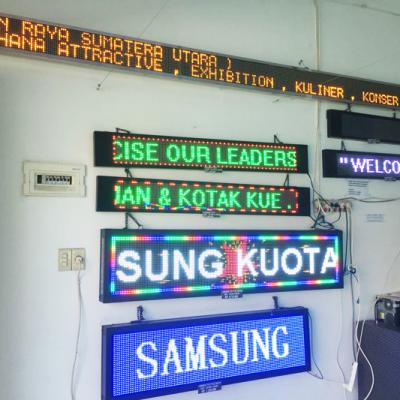 N RAYA SUMATERA UTARA )
HANA ATTRACTIVE , EXHIBITION , KULINER , KONSER
CISE OUR LEADERS
"WELCO
IAN & KOTAK KUE .
SUNG KUOTA
SAMSUNG